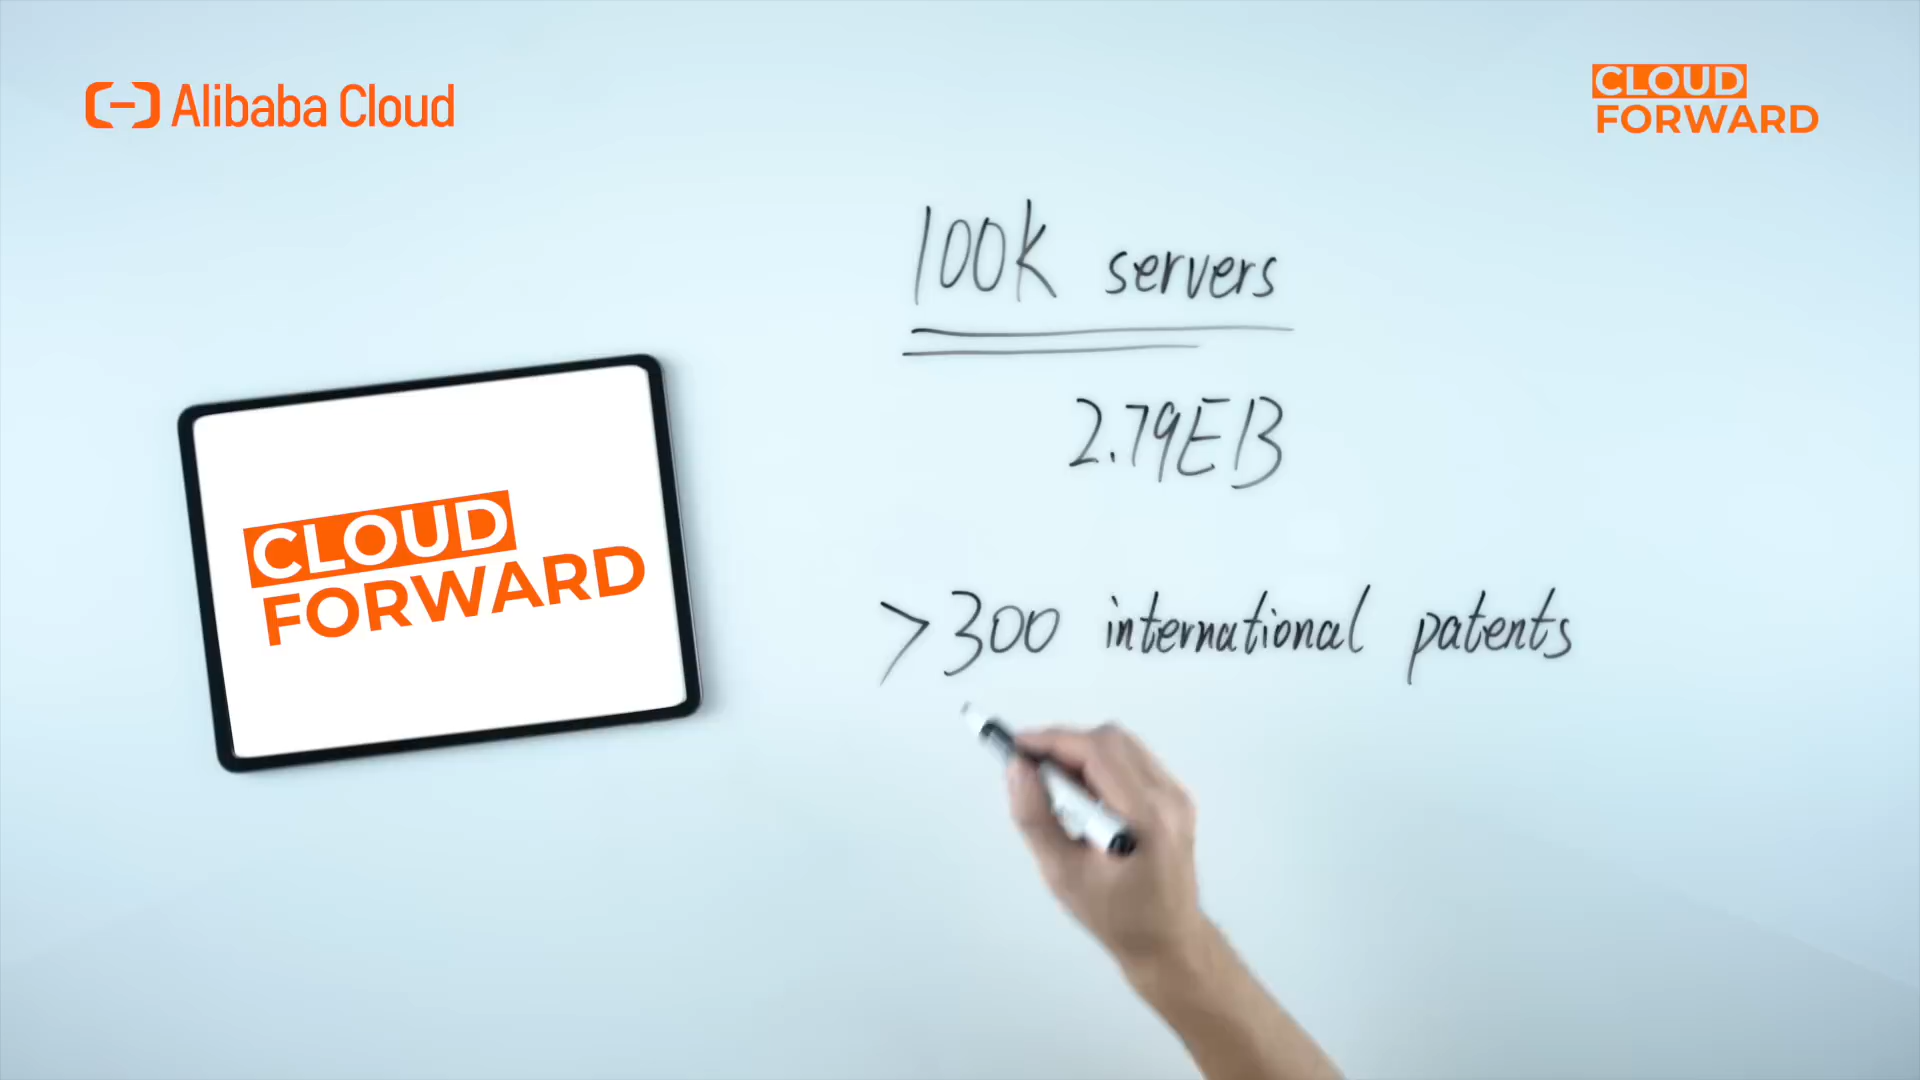 Alibaba Cloud
CLOUD
FORWARD
100K servers
2.79EB
CLOUD
FORWARD
>300 international patents